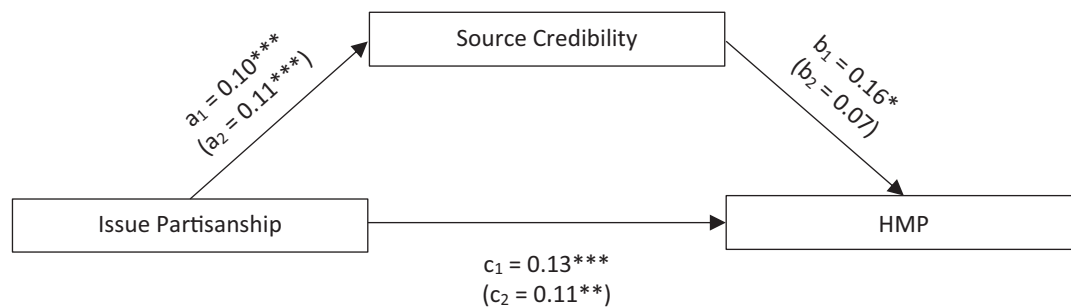 Source Credibility
a₁ = 0.10***
(a₂ = 0.11***)
b₁ = 0.16*
(b₂ = 0.07)
Issue Partisanship
HMP
c₁ = 0.13***
(c₂ = 0.11**)